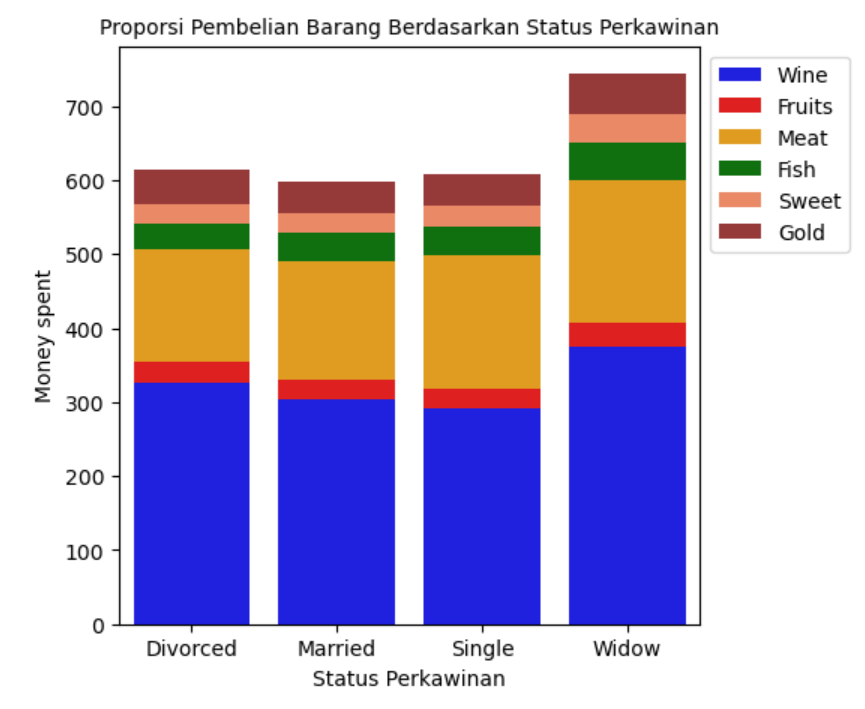 Proporsi Pembelian Barang Berdasarkan Status Perkawinan
Wine
Fruits
Meat
Fish
Sweet
Gold
Money spent
700
600
500
400
300
200
100
0
Divorced
Married
Single
Widow
Status Perkawinan